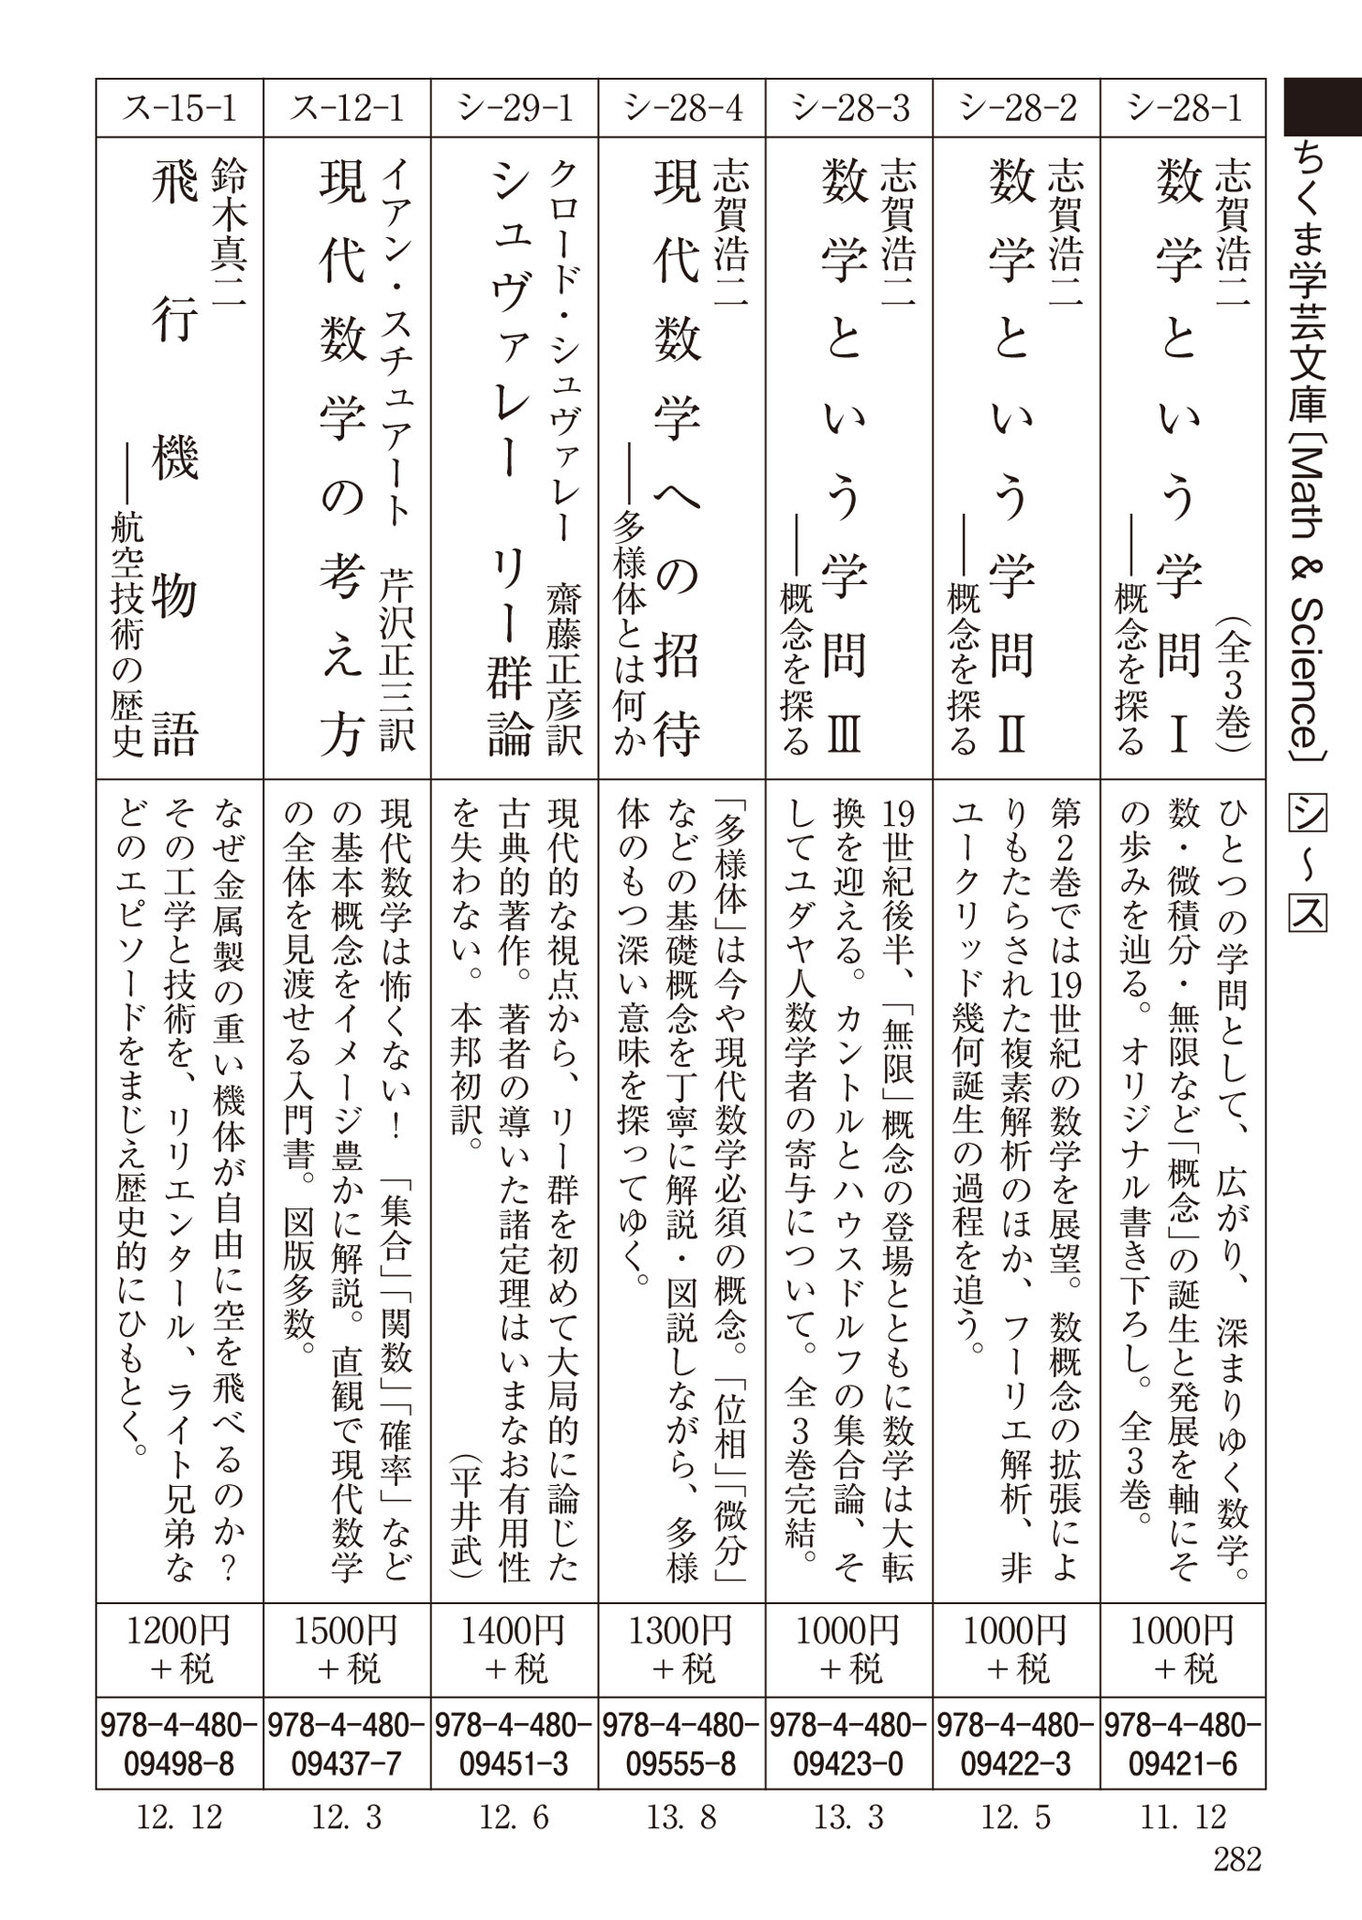 ちくま学芸文庫〔Math & Science〕 シ〜ス
シ-28-1
志賀浩二 (全3巻)
数学という学問 Ⅰ
――概念を探る
ひとつの学問として、広がり、深まりゆく数学。
数・微積分・無限など「概念」の誕生と発展を軸にそ
の歩みを辿る。オリジナル書き下ろし。全3巻。
1000円
+税
978-4-480-
09421-6
11. 12
シ-28-2
志賀浩二
数学という学問 Ⅱ
――概念を探る
第2巻では19世紀の数学を展望。数概念の拡張によ
りもたらされた複素解析のほか、フーリエ解析、非
ユークリッド幾何誕生の過程を追う。
1000円
+税
978-4-480-
09422-3
12. 5
シ-28-3
志賀浩二
数学という学問 Ⅲ
――概念を探る
19世紀後半、「無限」概念の登場とともに数学は大転
換を迎える。カントルとハウスドルフの集合論、そ
してユダヤ人数学者の寄与について。全3巻完結。
1000円
+税
978-4-480-
09423-0
13. 3
シ-28-4
志賀浩二
現代数学への招待
――多様体とは何か
「多様体」は今や現代数学必須の概念。「位相」「微分」
などの基礎概念を丁寧に解説・図説しながら、多様
体のもつ深い意味を探ってゆく。
1300円
+税
978-4-480-
09555-8
13. 8
シ-29-1
クロード・シュヴァレー 齋藤正彦訳
シュヴァレー リー群論
現代的な視点から、リー群を初めて大局的に論じた
古典的著作。著者の導いた諸定理はいまなお有用性
を失わない。本邦初訳。 (平井武)
1400円
+税
978-4-480-
09451-3
12. 6
ス-12-1
イアン・スチュアート 芹沢正三訳
現代数学の考え方
現代数学は怖くない! 「集合」「関数」「確率」など
の基本概念をイメージ豊かに解説。直観で現代数学
の全体を見渡せる入門書。図版多数。
1500円
+税
978-4-480-
09437-7
12. 3
ス-15-1
鈴木真二
飛行機物語
――航空技術の歴史
なぜ金属製の重い機体が自由に空を飛べるのか?
その工学と技術を、リリエンタール、ライト兄弟な
どのエピソードをまじえ歴史的にひもとく。
1200円
+税
978-4-480-
09498-8
12. 12
282